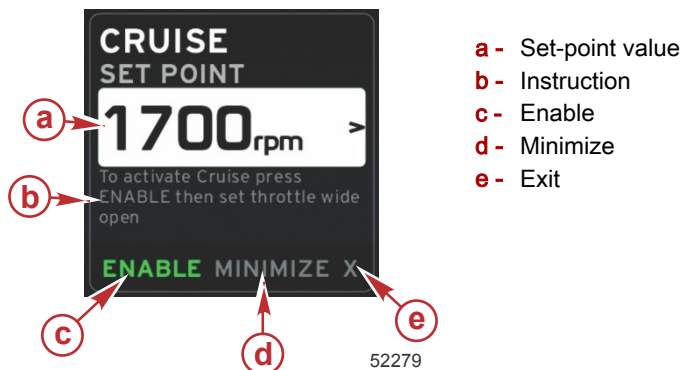 CRUISE
SET POINT
1700rpm >
To activate Cruise press
ENABLE then set throttle wide
open
ENABLE MINIMIZE X
a
b
c
d
e
52279
a - Set-point value
b - Instruction
c - Enable
d - Minimize
e - Exit